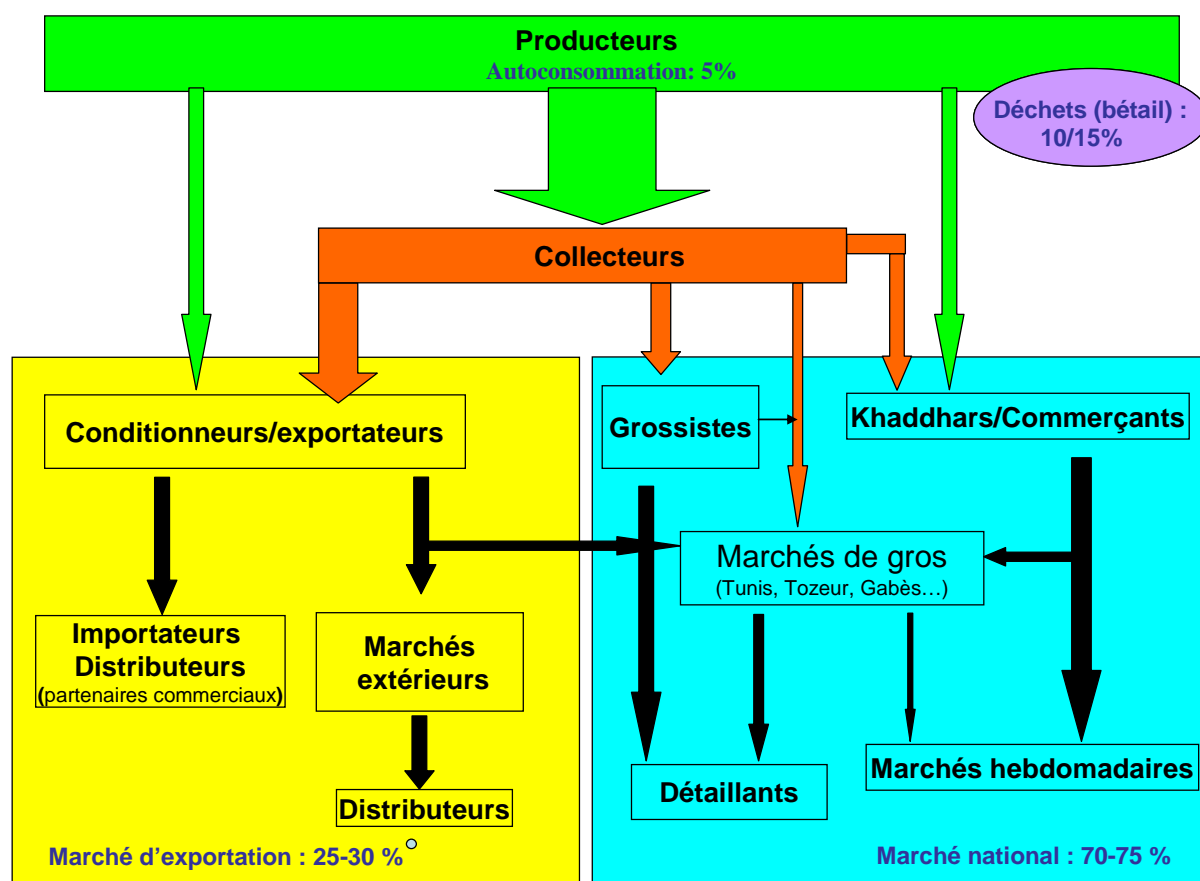 Producteurs
Autoconsommation: 5%
Déchets (bétail) :
10/15%
Collecteurs
Conditionneurs/exportateurs
Grossistes
Khaddhars/Commerçants
Marchés de gros
(Tunis, Tozeur, Gabès…)
Importateurs
Distributeurs
(partenaires commerciaux)
Marchés
extérieurs
Distributeurs
Détaillants
Marchés hebdomadaires
Marché d’exportation : 25-30 %
Marché national : 70-75 %